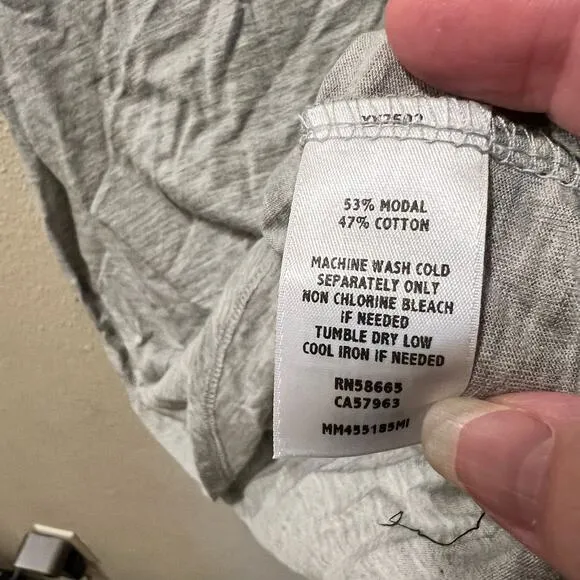 53% MODAL
47% COTTON
MACHINE WASH COLD
SEPARATELY ONLY
NON CHLORINE BLEACH
IF NEEDED
TUMBLE DRY LOW
COOL IRON IF NEEDED
RN58665
CA57963
MM455185MI